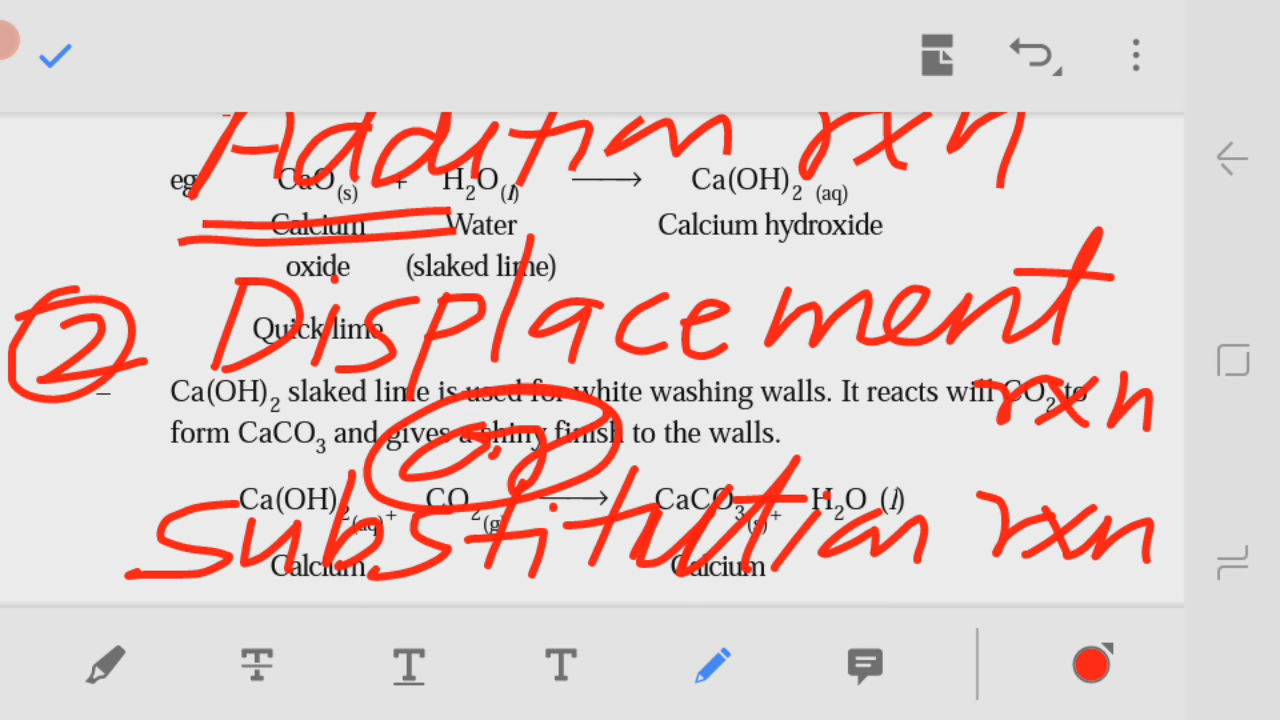 Addition rxn
eg CaO(s) + H₂O(l) ⟶ Ca(OH)₂ (aq)
Calcium Water Calcium hydroxide
oxide (slaked lime)
② Displacement
Quick lime
– Ca(OH)₂ slaked lime is used for white washing walls. It reacts will CO₂ to
rxn
form CaCO₃ and gives a shiny finish to the walls.
or
Ca(OH)₂(aq)+ CO₂(g) ⟶ CaCO₃(s)+ H₂O (l)
substitution rxn
Calcium Calcium